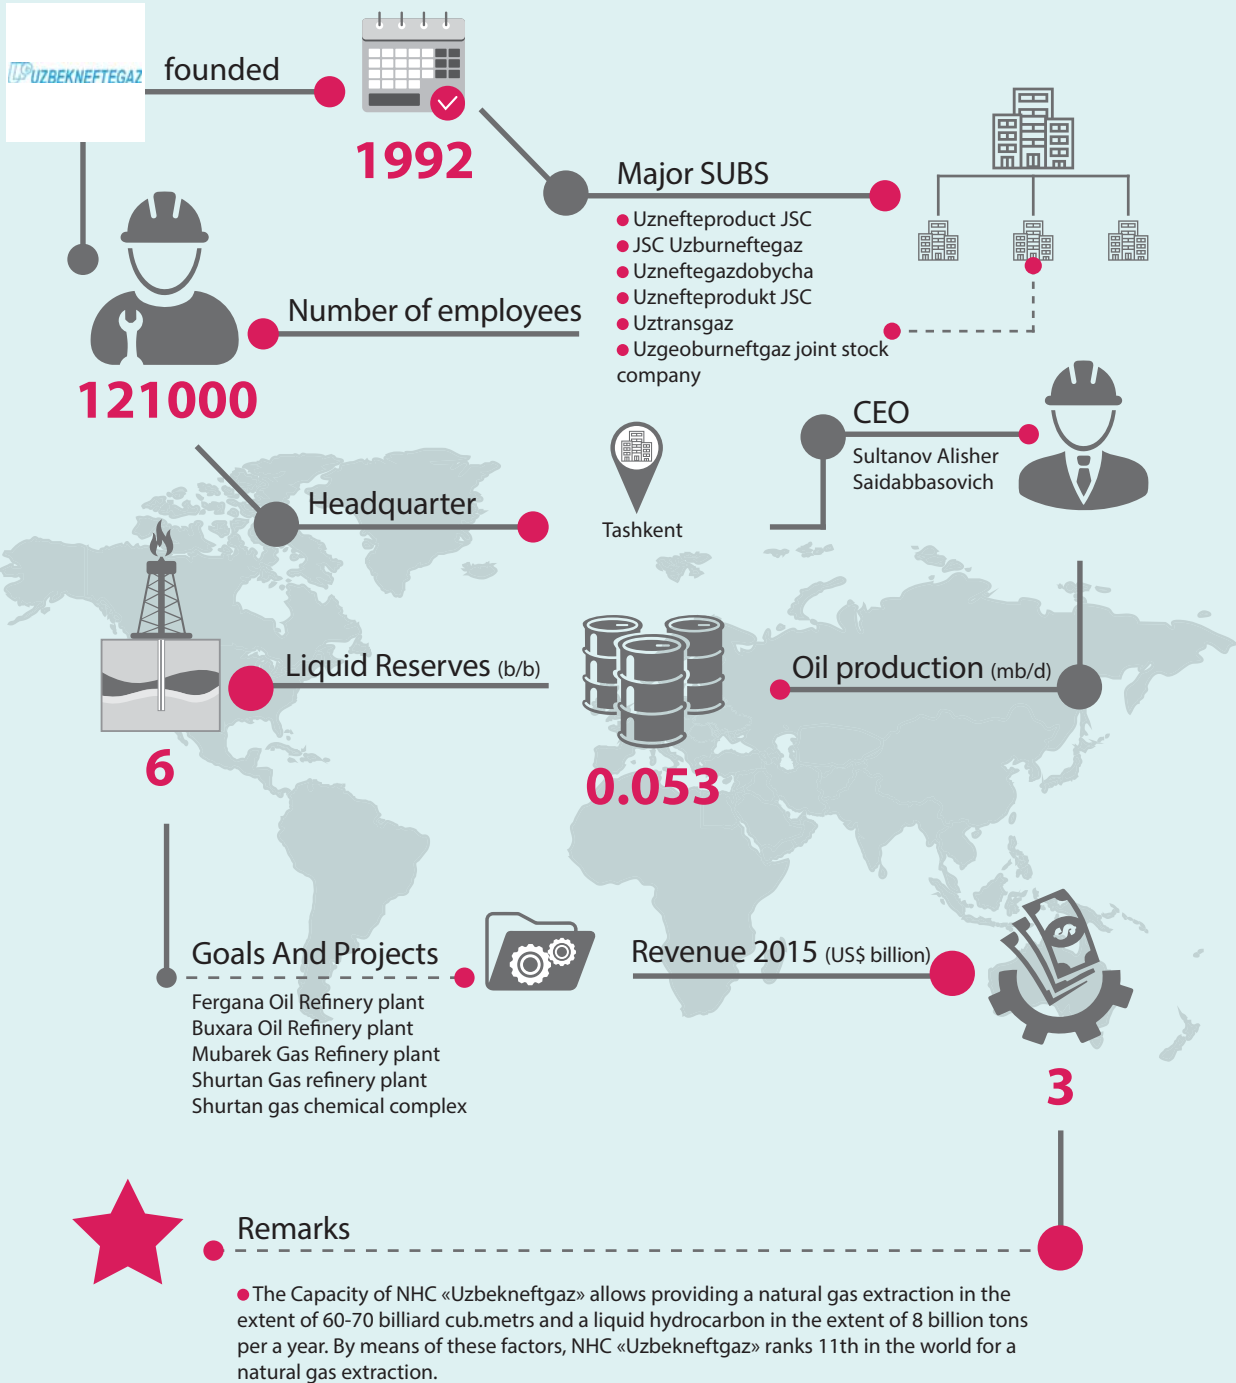 UZBEKNEFTEGAZ
founded
1992
Major SUBS
Uznefteproduct JSC
JSC Uzburneftegaz
Uzneftegazdobycha
Uznefteprodukt JSC
Uztransgaz
Uzgeoburneftgaz joint stock
company
Number of employees
121000
CEO
Sultanov Alisher
Saidabbasovich
Headquarter
Tashkent
Liquid Reserves (b/b)
6
Oil production (mb/d)
0.053
Goals And Projects
Fergana Oil Refinery plant
Buxara Oil Refinery plant
Mubarek Gas Refinery plant
Shurtan Gas refinery plant
Shurtan gas chemical complex
Revenue 2015 (US$ billion)
$
3
Remarks
The Capacity of NHC «Uzbekneftgaz» allows providing a natural gas extraction in the
extent of 60-70 billiard cub.metrs and a liquid hydrocarbon in the extent of 8 billion tons
per a year. By means of these factors, NHC «Uzbekneftgaz» ranks 11th in the world for a
natural gas extraction.